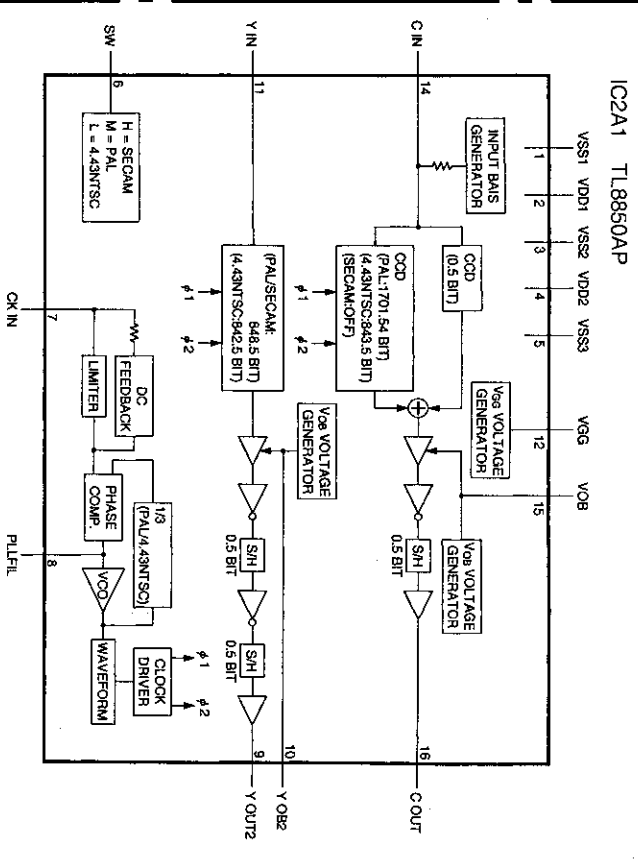 IC2A1 TL8850AP
VSS1
VDD1
VSS2
VDD2
VSS3
VGG
VOB
1
2
3
4
5
12
15
C IN
14
INPUT BAIS
GENERATOR
CCD
(0.5 BIT)
CCD
(PAL:1701.54 BIT)
(4.43NTSC:843.5 BIT)
(SECAM:OFF)
ϕ1
ϕ2
VGG VOLTAGE
GENERATOR
VOB VOLTAGE
GENERATOR
S/H
0.5 BIT
16
C OUT
Y IN
11
(PAL/SECAM:
848.5 BIT)
(4.43NTSC:842.5 BIT)
ϕ1
ϕ2
VOB VOLTAGE
GENERATOR
S/H
0.5 BIT
S/H
0.5 BIT
10
Y OB2
9
Y OUT2
SW
6
H = SECAM
M = PAL
L = 4.43NTSC
DC
FEEDBACK
LIMITER
1/3
(PAL/4.43NTSC)
PHASE
COMP.
VCO
WAVEFORM
CLOCK
DRIVER
ϕ1
ϕ2
7
CK IN
8
PLLFIL